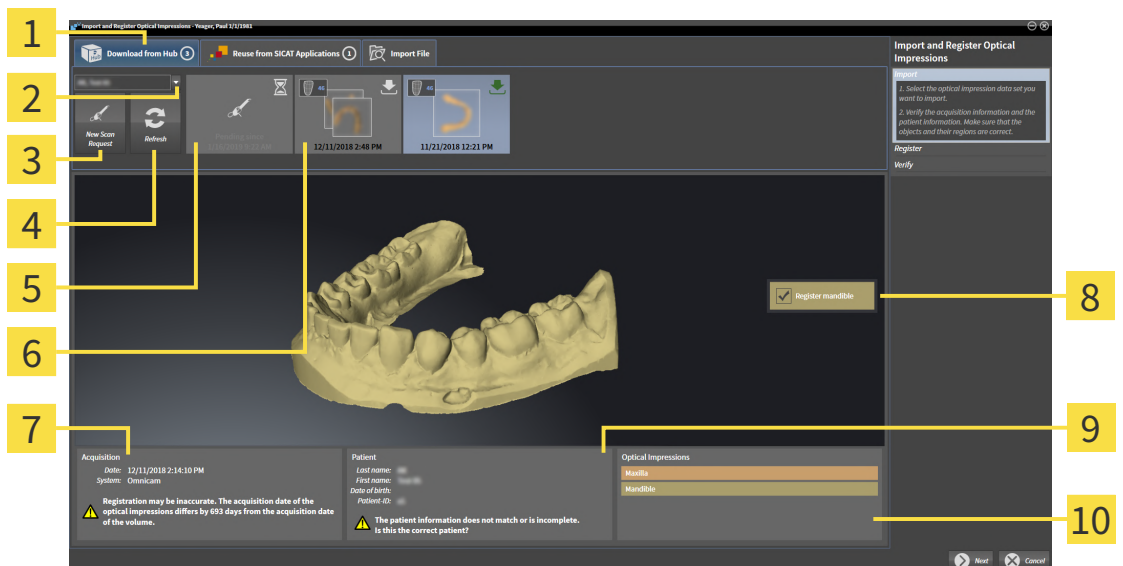 Import and Register Optical Impressions - Yeager, Paul 1/1/1981
1
Download from Hub 3
Reuse from SICAT Applications 1
Import File
Import and Register Optical
Impressions
Import
1. Select the optical impression data set you
want to import.
2. Verify the acquisition information and the
patient information. Make sure that the
objects and their regions are correct.
Register
Verify
2
New Scan
Request
Refresh
Pending scans
46
12/11/2018 2:48 PM
46
11/21/2018 12:21 PM
3
4
5
6
Register mandible
8
7
9
Acquisition
Date: 12/11/2018 2:14:10 PM
System: Omnicam
Registration may be inaccurate. The acquisition date of the
optical impressions differs by 693 days from the acquisition date
of the volume.
Patient
Last name:
First name:
Date of birth:
Patient-ID:
The patient information does not match or is incomplete.
Is this the correct patient?
Optical Impressions
Maxilla
Mandible
10
Next
Cancel